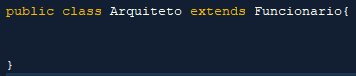 public class Arquiteto extends Funcionario{
}